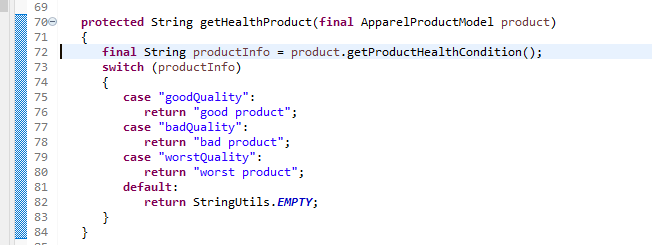 69
70 protected String getHealthProduct(final ApparelProductModel product)
71 {
72 final String productInfo = product.getProductHealthCondition();
73 switch (productInfo)
74 {
75 case "goodQuality":
76 return "good product";
77 case "badQuality":
78 return "bad product";
79 case "worstQuality":
80 return "worst product";
81 default:
82 return StringUtils.EMPTY;
83 }
84 }